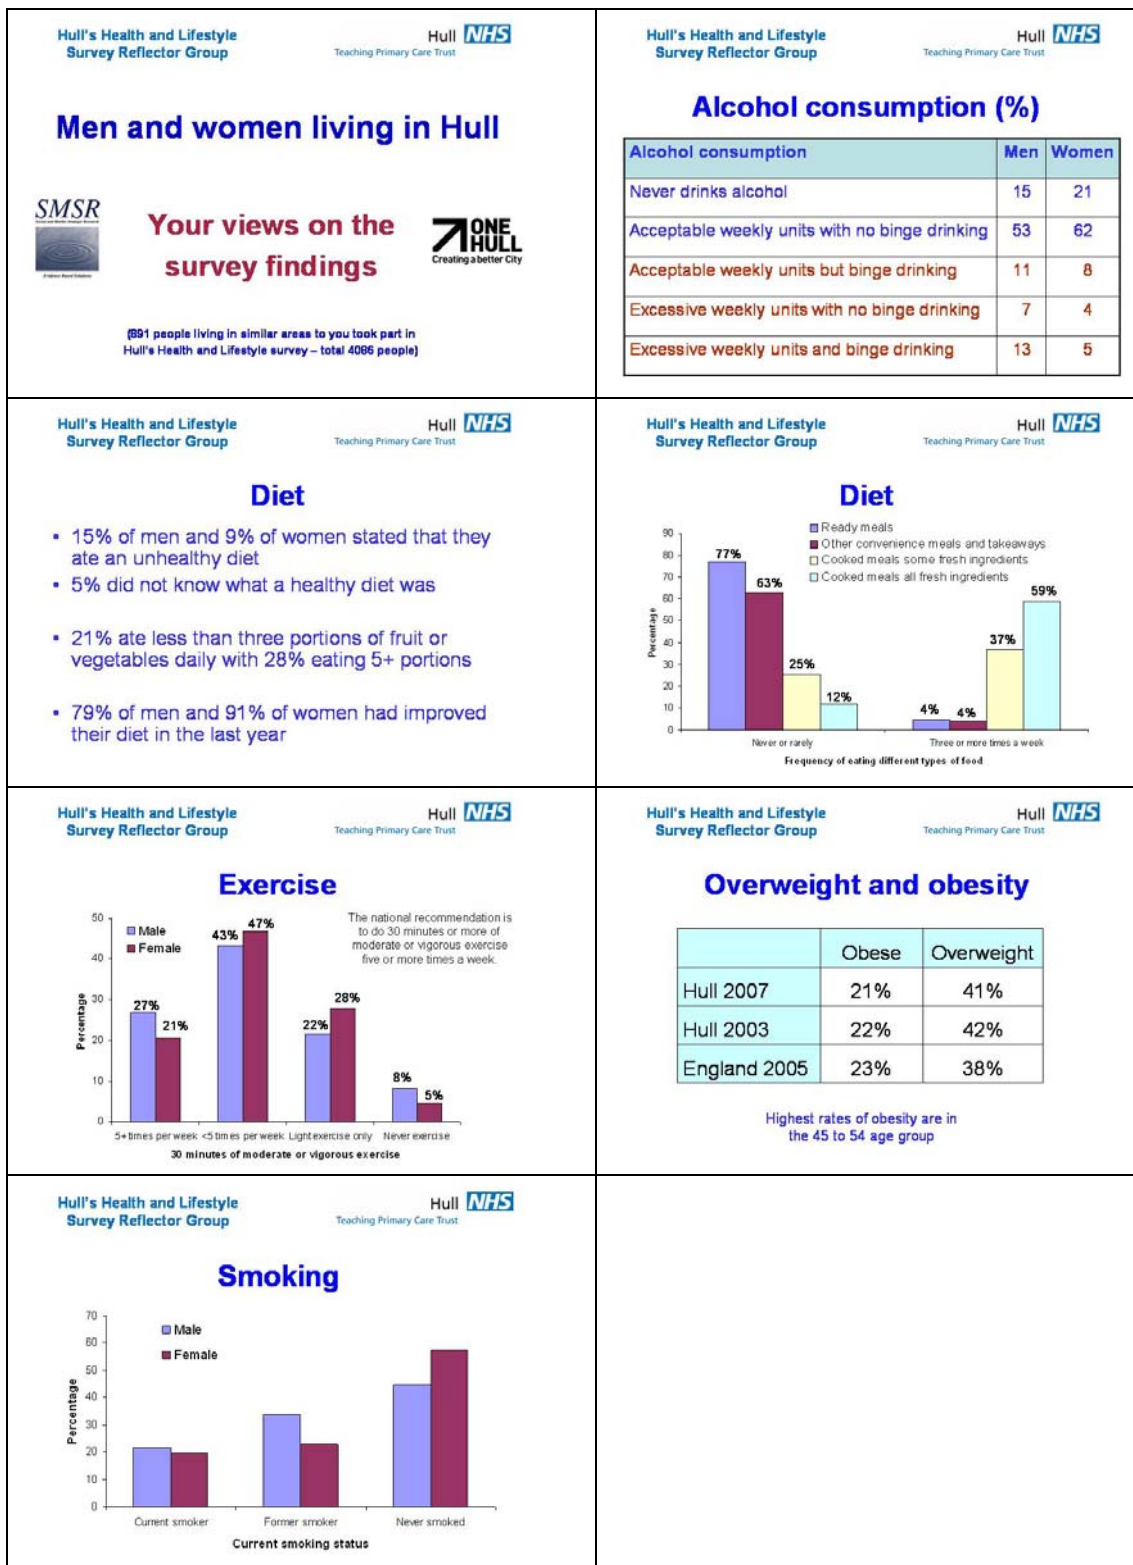 Hull's Health and Lifestyle
Survey Reflector Group
Hull NHS
Teaching Primary Care Trust
Men and women living in Hull
SMSR
Your views on the
survey findings
ONE
HULL
Creating a better City
(891 people living in similar areas to you took part in
Hull's Health and Lifestyle survey – total 4086 people)
Hull's Health and Lifestyle
Survey Reflector Group
Hull NHS
Teaching Primary Care Trust
Alcohol consumption (%)
Alcohol consumption Men Women
Never drinks alcohol 15 21
Acceptable weekly units with no binge drinking 53 62
Acceptable weekly units but binge drinking 11 8
Excessive weekly units with no binge drinking 7 4
Excessive weekly units and binge drinking 13 5
Hull's Health and Lifestyle
Survey Reflector Group
Hull NHS
Teaching Primary Care Trust
Diet
▪ 15% of men and 9% of women stated that they
ate an unhealthy diet
▪ 5% did not know what a healthy diet was
▪ 21% ate less than three portions of fruit or
vegetables daily with 28% eating 5+ portions
▪ 79% of men and 91% of women had improved
their diet in the last year
Hull's Health and Lifestyle
Survey Reflector Group
Hull NHS
Teaching Primary Care Trust
Diet
Ready meals
Other convenience meals and takeaways
Cooked meals some fresh ingredients
Cooked meals all fresh ingredients
Percentage
90
80
70
60
50
40
30
20
10
0
77%
63%
25%
12%
4%
4%
37%
59%
Never or rarely Three or more times a week
Frequency of eating different types of food
Hull's Health and Lifestyle
Survey Reflector Group
Hull NHS
Teaching Primary Care Trust
Exercise
Male
Female
The national recommendation is
to do 30 minutes or more of
moderate or vigorous exercise
five or more times a week.
Percentage
50
40
30
20
10
0
27%
21%
43%
47%
22%
28%
8%
5%
5+times per week <5 times per week Light exercise only Never exercise
30 minutes of moderate or vigorous exercise
Hull's Health and Lifestyle
Survey Reflector Group
Hull NHS
Teaching Primary Care Trust
Overweight and obesity
Obese Overweight
Hull 2007 21% 41%
Hull 2003 22% 42%
England 2005 23% 38%
Highest rates of obesity are in
the 45 to 54 age group
Hull's Health and Lifestyle
Survey Reflector Group
Hull NHS
Teaching Primary Care Trust
Smoking
Male
Female
Percentage
70
60
50
40
30
20
10
0
Current smoker Former smoker Never smoked
Current smoking status